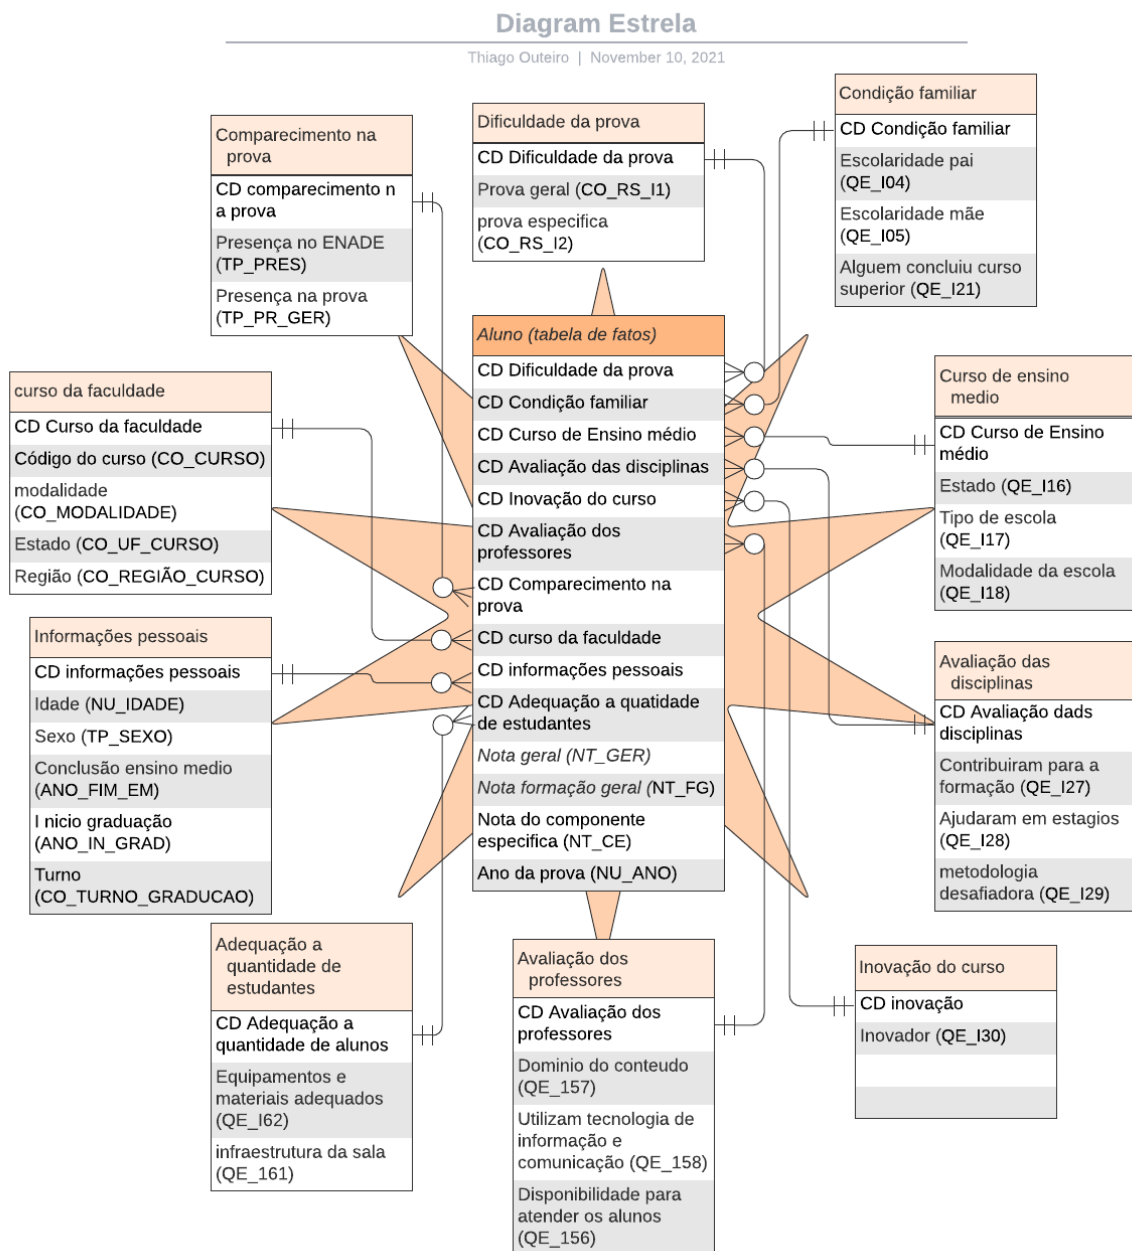 Diagram Estrela
Thiago Outeiro | November 10, 2021
Comparecimento na
prova
CD comparecimento n
a prova
Presença no ENADE
(TP_PRES)
Presença na prova
(TP_PR_GER)
Dificuldade da prova
CD Dificuldade da prova
Prova geral (CO_RS_I1)
prova especifica
(CO_RS_I2)
Condição familiar
CD Condição familiar
Escolaridade pai
(QE_I04)
Escolaridade mãe
(QE_I05)
Alguem concluiu curso
superior (QE_I21)
curso da faculdade
CD Curso da faculdade
Código do curso (CO_CURSO)
modalidade
(CO_MODALIDADE)
Estado (CO_UF_CURSO)
Região (CO_REGIÃO_CURSO)
Aluno (tabela de fatos)
CD Dificuldade da prova
CD Condição familiar
CD Curso de Ensino médio
CD Avaliação das disciplinas
CD Inovação do curso
CD Avaliação dos
professores
CD Comparecimento na
prova
CD curso da faculdade
CD informações pessoais
CD Adequação a quatidade
de estudantes
Nota geral (NT_GER)
Nota formação geral (NT_FG)
Nota do componente
especifica (NT_CE)
Ano da prova (NU_ANO)
Curso de ensino
medio
CD Curso de Ensino
médio
Estado (QE_I16)
Tipo de escola
(QE_I17)
Modalidade da escola
(QE_I18)
Informações pessoais
CD informações pessoais
Idade (NU_IDADE)
Sexo (TP_SEXO)
Conclusão ensino medio
(ANO_FIM_EM)
I nicio graduação
(ANO_IN_GRAD)
Turno
(CO_TURNO_GRADUCAO)
Avaliação das
disciplinas
CD Avaliação dads
disciplinas
Contribuiram para a
formação (QE_I27)
Ajudaram em estagios
(QE_I28)
metodologia
desafiadora (QE_I29)
Adequação a
quantidade de
estudantes
CD Adequação a
quantidade de alunos
Equipamentos e
materiais adequados
(QE_I62)
infraestrutura da sala
(QE_161)
Avaliação dos
professores
CD Avaliação dos
professores
Dominio do conteudo
(QE_157)
Utilizam tecnologia de
informação e
comunicação (QE_158)
Disponibilidade para
atender os alunos
(QE_156)
Inovação do curso
CD inovação
Inovador (QE_I30)